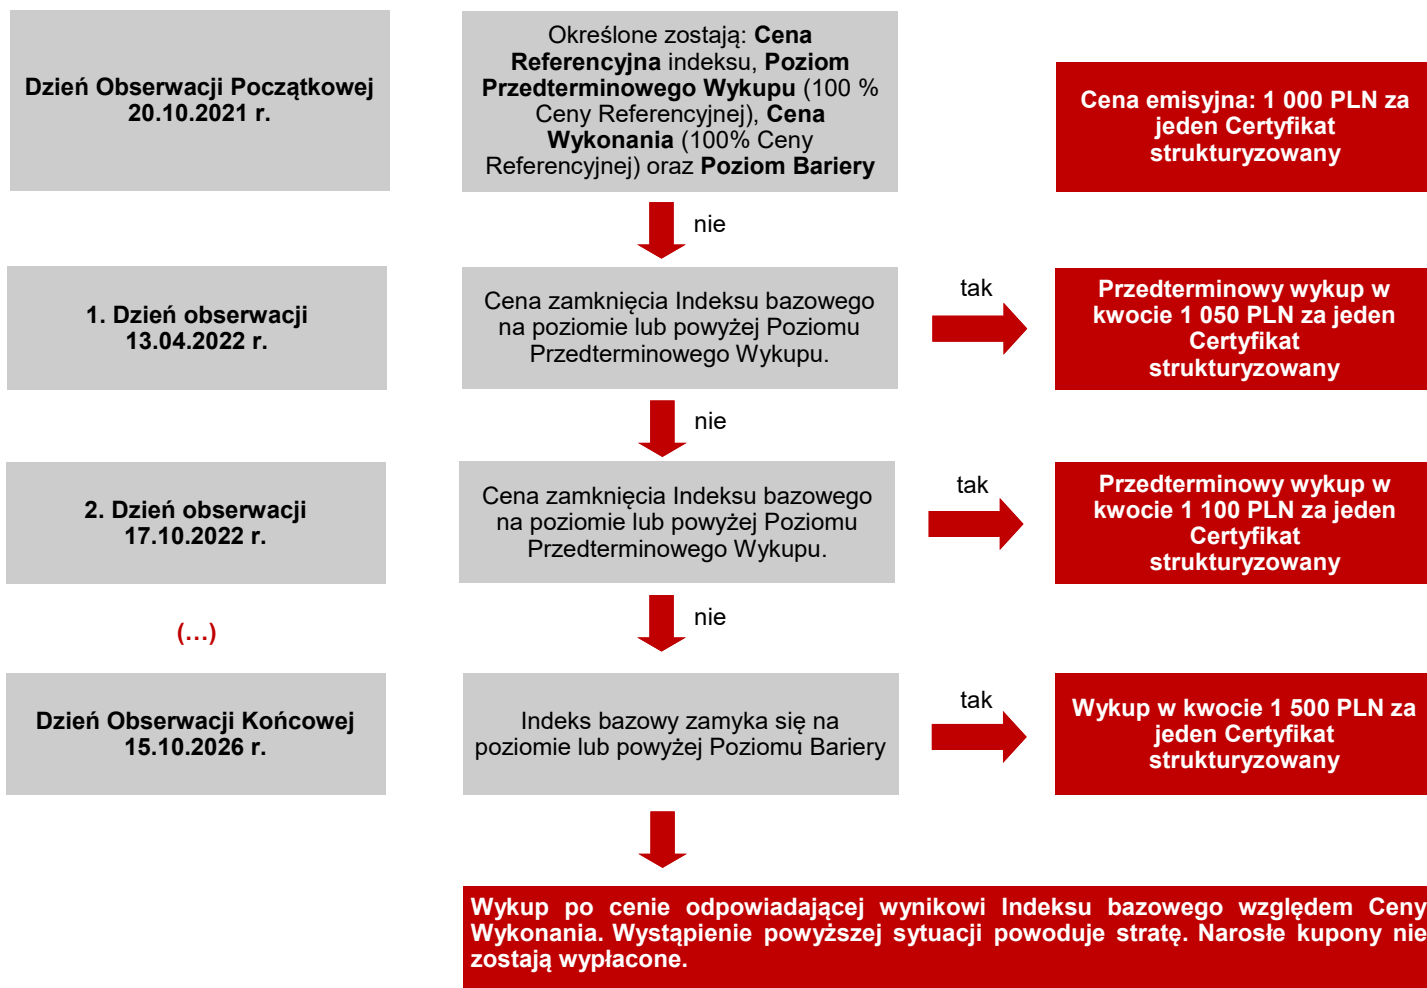 Dzień Obserwacji Początkowej
20.10.2021 r.
Określone zostają: Cena
Referencyjna indeksu, Poziom
Przedterminowego Wykupu (100 %
Ceny Referencyjnej), Cena
Wykonania (100% Ceny
Referencyjnej) oraz Poziom Bariery
Cena emisyjna: 1 000 PLN za
jeden Certyfikat
strukturyzowany
nie
1. Dzień obserwacji
13.04.2022 r.
Cena zamknięcia Indeksu bazowego
na poziomie lub powyżej Poziomu
Przedterminowego Wykupu.
tak
Przedterminowy wykup w
kwocie 1 050 PLN za jeden
Certyfikat
strukturyzowany
nie
2. Dzień obserwacji
17.10.2022 r.
Cena zamknięcia Indeksu bazowego
na poziomie lub powyżej Poziomu
Przedterminowego Wykupu.
tak
Przedterminowy wykup w
kwocie 1 100 PLN za jeden
Certyfikat
strukturyzowany
nie
(…)
Dzień Obserwacji Końcowej
15.10.2026 r.
Indeks bazowy zamyka się na
poziomie lub powyżej Poziomu Bariery
tak
Wykup w kwocie 1 500 PLN za
jeden Certyfikat
strukturyzowany
Wykup po cenie odpowiadającej wynikowi Indeksu bazowego względem Ceny
Wykonania. Wystąpienie powyższej sytuacji powoduje stratę. Narosłe kupony nie
zostają wypłacone.